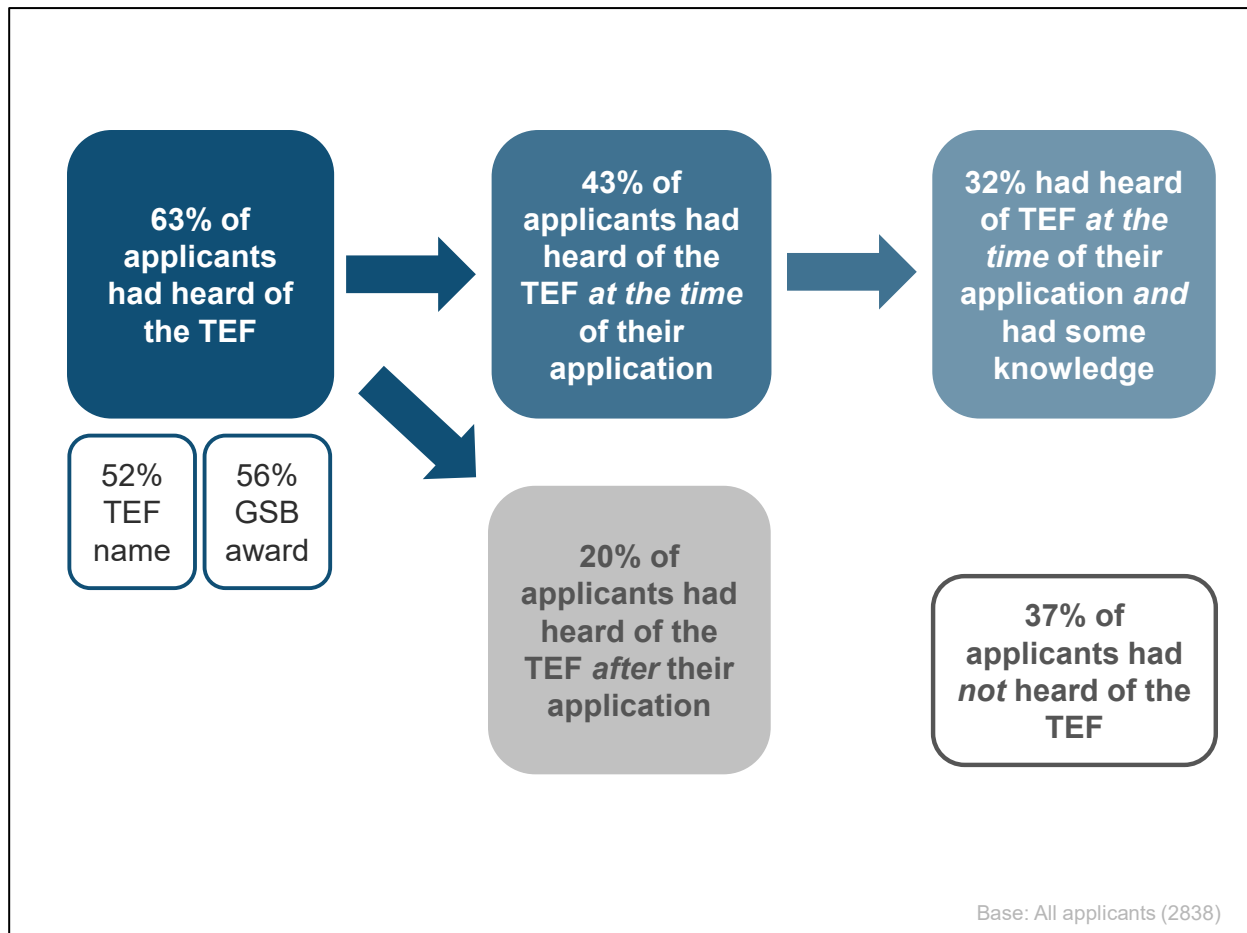 63% of
applicants
had heard of
the TEF
43% of
applicants had
heard of the
TEF at the time
of their
application
32% had heard
of TEF at the
time of their
application and
had some
knowledge
52%
TEF
name
56%
GSB
award
20% of
applicants had
heard of the
TEF after their
application
37% of
applicants had
not heard of the
TEF
Base: All applicants (2838)